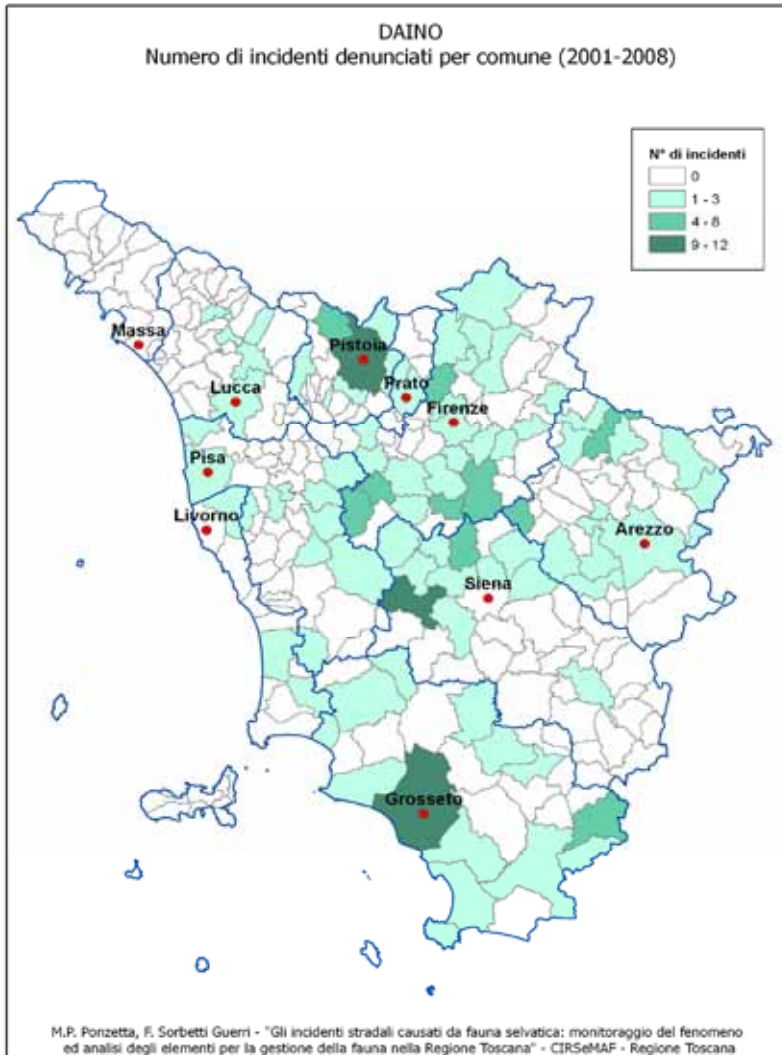 DAINO
Numero di incidenti denunciati per comune (2001-2008)
N° di incidenti
0
1 - 3
4 - 8
9 - 12
Massa
Pistoia
Lucca
Prato
Firenze
Pisa
Livorno
Arezzo
Siena
Grosseto
M.P. Ponzetta, F. Sorbetti Guerri - "Gli incidenti stradali causati da fauna selvatica: monitoraggio del fenomeno
ed analisi degli elementi per la gestione della fauna nella Regione Toscana" - CIRSeMAF - Regione Toscana